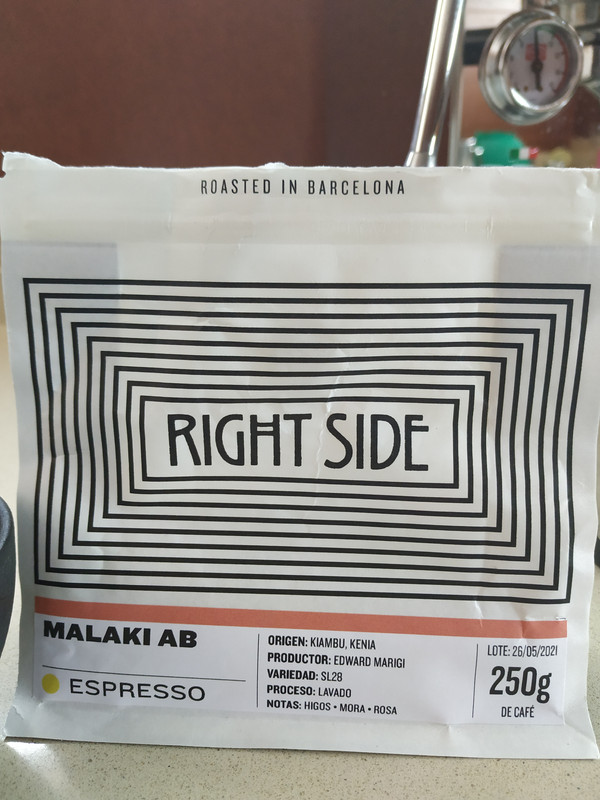 ROASTED IN BARCELONA
RIGHT SIDE
MALAKI AB
ESPRESSO
ORIGEN: KIAMBU, KENIA
PRODUCTOR: EDWARD MARIGI
VARIEDAD: SL28
PROCESO: LAVADO
NOTAS: HIGOS • MORA • ROSA
LOTE: 26/05/2021
250g
DE CAFÉ